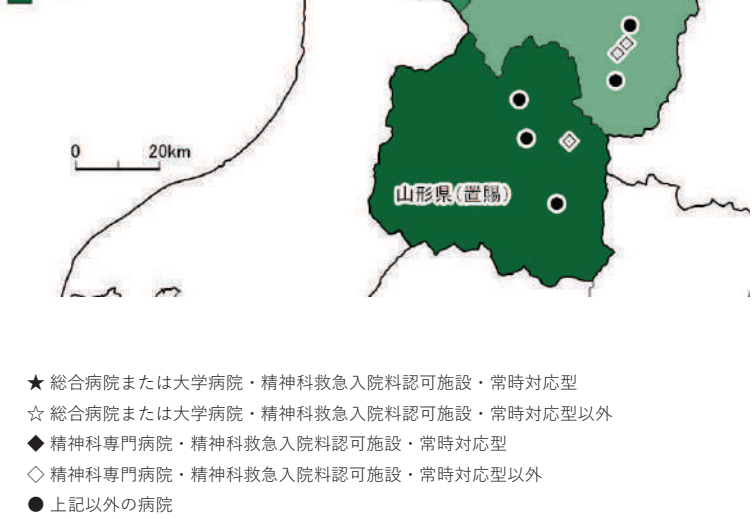 0 20km
山形県(置賜)
★ 総合病院または大学病院・精神科救急入院料認可施設・常時対応型
☆ 総合病院または大学病院・精神科救急入院料認可施設・常時対応型以外
◆ 精神科専門病院・精神科救急入院料認可施設・常時対応型
◇ 精神科専門病院・精神科救急入院料認可施設・常時対応型以外
● 上記以外の病院